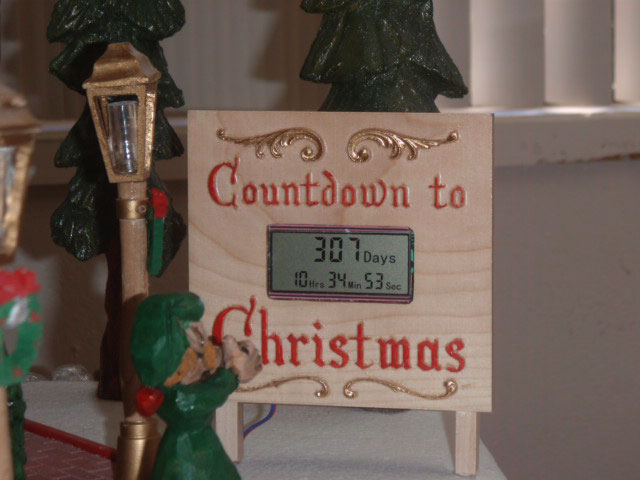 Countdown to
307 Days
10 Hrs 34 Min 53 Sec
Christmas